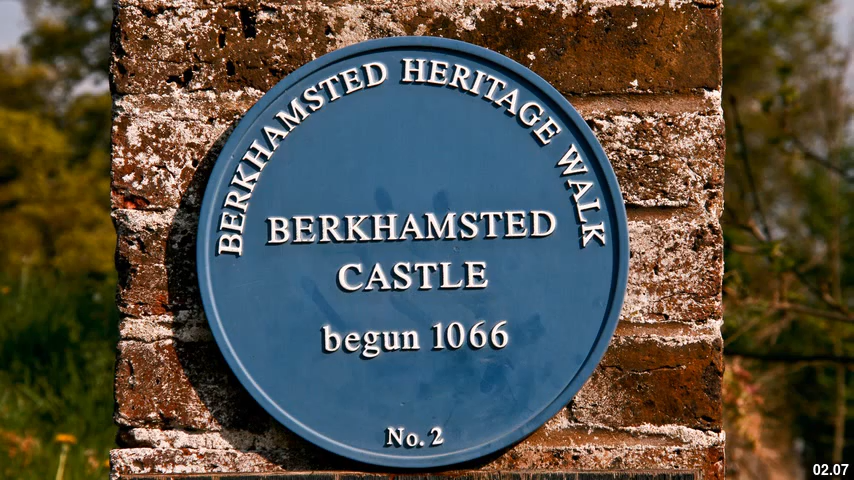 BERKHAMSTED HERITAGE WALK
BERKHAMSTED
CASTLE
begun 1066
No. 2
02.07